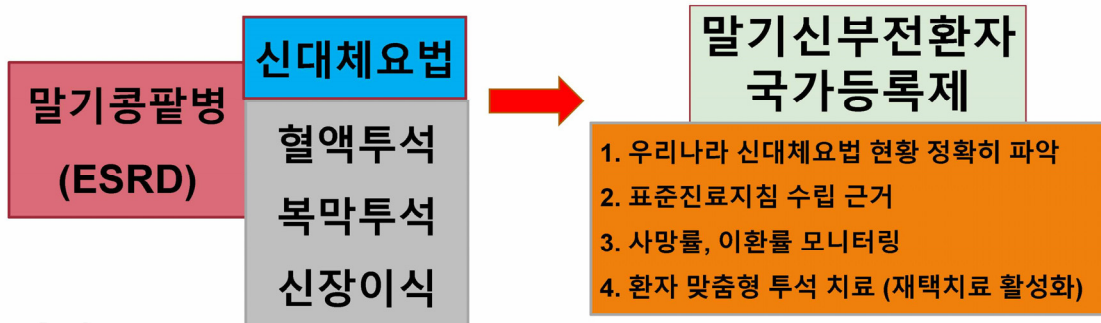 말기콩팥병
(ESRD)
신대체요법
혈액투석
복막투석
신장이식
말기신부전환자
국가등록제
1. 우리나라 신대체요법 현황 정확히 파악
2. 표준진료지침 수립 근거
3. 사망률, 이환률 모니터링
4. 환자 맞춤형 투석 치료 (재택치료 활성화)